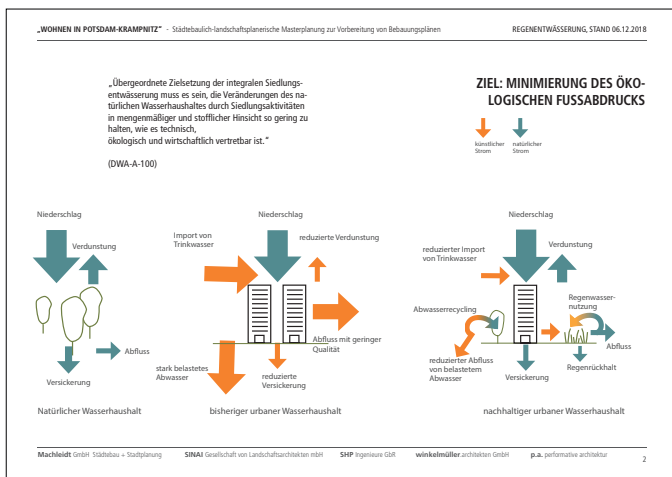 „WOHNEN IN POTSDAM-KRAMPNITZ" - Städtebaulich-landschaftsplanerische Masterplanung zur Vorbereitung von Bebauungsplänen
REGENENTWÄSSERUNG, STAND 06.12.2018
„Übergeordnete Zielsetzung der integralen Siedlungs-
entwässerung muss es sein, die Veränderungen des na-
türlichen Wasserhaushaltes durch Siedlungsaktivitäten
in mengenmäßiger und stofflicher Hinsicht so gering zu
halten, wie es technisch,
ökologisch und wirtschaftlich vertretbar ist."
(DWA-A-100)
ZIEL: MINIMIERUNG DES ÖKO-
LOGISCHEN FUSSABDRUCKS
künstlicher
Strom
natürlicher
Strom
Niederschlag
Verdunstung
Abfluss
Versickerung
Natürlicher Wasserhaushalt
Niederschlag
Import von
Trinkwasser
reduzierte Verdunstung
Abfluss mit geringer
Qualität
stark belastetes
Abwasser
reduzierte
Versickerung
bisheriger urbaner Wasserhaushalt
Niederschlag
reduzierter Import
von Trinkwasser
Verdunstung
Abwasserrecycling
Regenwasser-
nutzung
Abfluss
reduzierter Abfluss
von belastetem
Abwasser
Versickerung
Regenrückhalt
nachhaltiger urbaner Wasserhaushalt
Machleidt GmbH Städtebau + Stadtplanung
SINAI Gesellschaft von Landschaftsarchitekten mbH
SHP Ingenieure GbR
winkelmüller.architekten GmbH
p.a. performative architektur
2